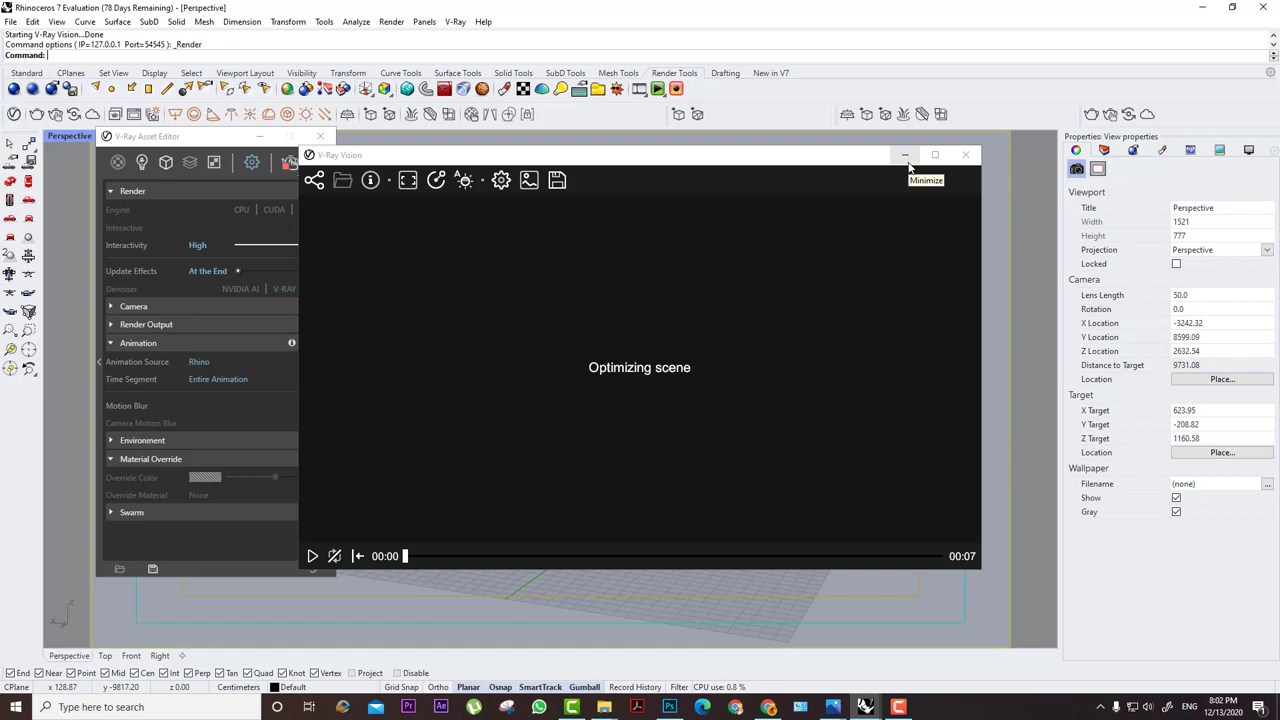 Rhinoceros 7 Evaluation (78 Days Remaining) - [Perspective]
File Edit View Curve Surface SubD Solid Mesh Dimension Transform Tools Analyze Render Panels V-Ray Help
Starting V-Ray Vision...Done
Command options ( IP=127.0.0.1 Port=54545 ): _Render
Command:
Standard CPlanes Set View Display Select Viewport Layout Visibility Transform Curve Tools Surface Tools Solid Tools SubD Tools Mesh Tools Render Tools Drafting New in V7
Perspective
V-Ray Asset Editor
Render
Engine CPU CUDA
Interactive
Interactivity High
Update Effects At the End
Denoiser NVIDIA AI V-RAY
Camera
Render Output
Animation
Animation Source Rhino
Time Segment Entire Animation
Motion Blur
Camera Motion Blur
Environment
Material Override
Override Color
Override Material None
Swarm
V-Ray Vision
Minimize
Optimizing scene
00:00
00:07
Properties: View properties
Viewport
Title Perspective
Width 1521
Height 777
Projection Perspective
Locked
Camera
Lens Length 50.0
Rotation 0.0
X Location -3242.32
Y Location 8599.09
Z Location 2632.54
Distance to Target 9731.08
Location Place...
Target
X Target 623.95
Y Target -208.82
Z Target 1160.58
Location Place...
Wallpaper
Filename (none) ...
Show
Gray
z
Perspective Top Front Right
End Near Point Mid Cen Int Perp Tan Quad Knot Vertex Project Disable
CPlane x 128.87 y -9817.20 z 0.00 Centimeters Default Grid Snap Ortho Planar Osnap SmartTrack Gumball Record History Filter CPU use: 0.8 %
Type here to search
8:02 PM
12/13/2020